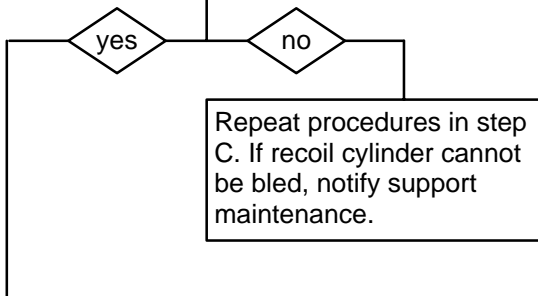 yes
no
Repeat procedures in step
C. If recoil cylinder cannot
be bled, notify support
maintenance.